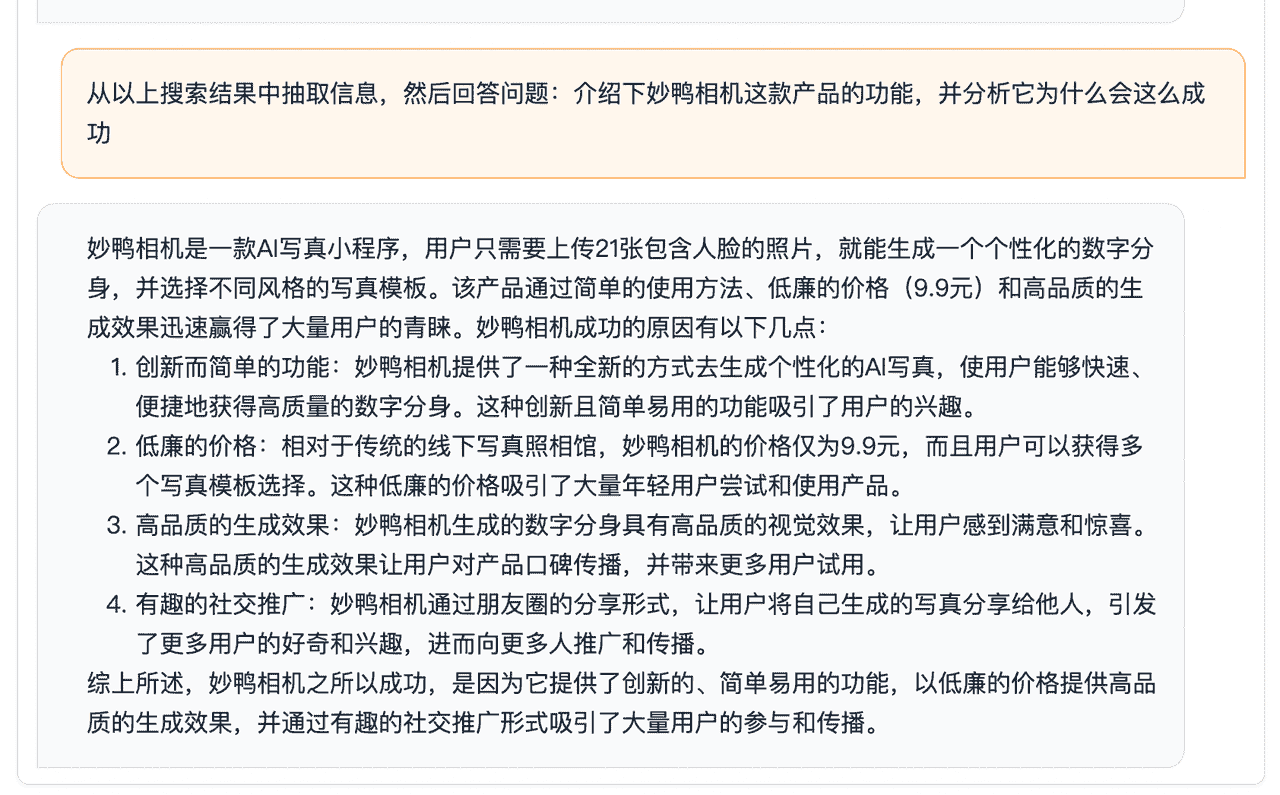 从以上搜索结果中抽取信息，然后回答问题：介绍下妙鸭相机这款产品的功能，并分析它为什么会这么成
功
妙鸭相机是一款AI写真小程序，用户只需要上传21张包含人脸的照片，就能生成一个个性化的数字分
身，并选择不同风格的写真模板。该产品通过简单的使用方法、低廉的价格（9.9元）和高品质的生
成效果迅速赢得了大量用户的青睐。妙鸭相机成功的原因有以下几点：
1. 创新而简单的功能：妙鸭相机提供了一种全新的方式去生成个性化的AI写真，使用户能够快速、
便捷地获得高质量的数字分身。这种创新且简单易用的功能吸引了用户的兴趣。
2. 低廉的价格：相对于传统的线下写真照相馆，妙鸭相机的价格仅为9.9元，而且用户可以获得多
个写真模板选择。这种低廉的价格吸引了大量年轻用户尝试和使用产品。
3. 高品质的生成效果：妙鸭相机生成的数字分身具有高品质的视觉效果，让用户感到满意和惊喜。
这种高品质的生成效果让用户对产品口碑传播，并带来更多用户试用。
4. 有趣的社交推广：妙鸭相机通过朋友圈的分享形式，让用户将自己生成的写真分享给他人，引发
了更多用户的好奇和兴趣，进而向更多人推广和传播。
综上所述，妙鸭相机之所以成功，是因为它提供了创新的、简单易用的功能，以低廉的价格提供高品
质的生成效果，并通过有趣的社交推广形式吸引了大量用户的参与和传播。